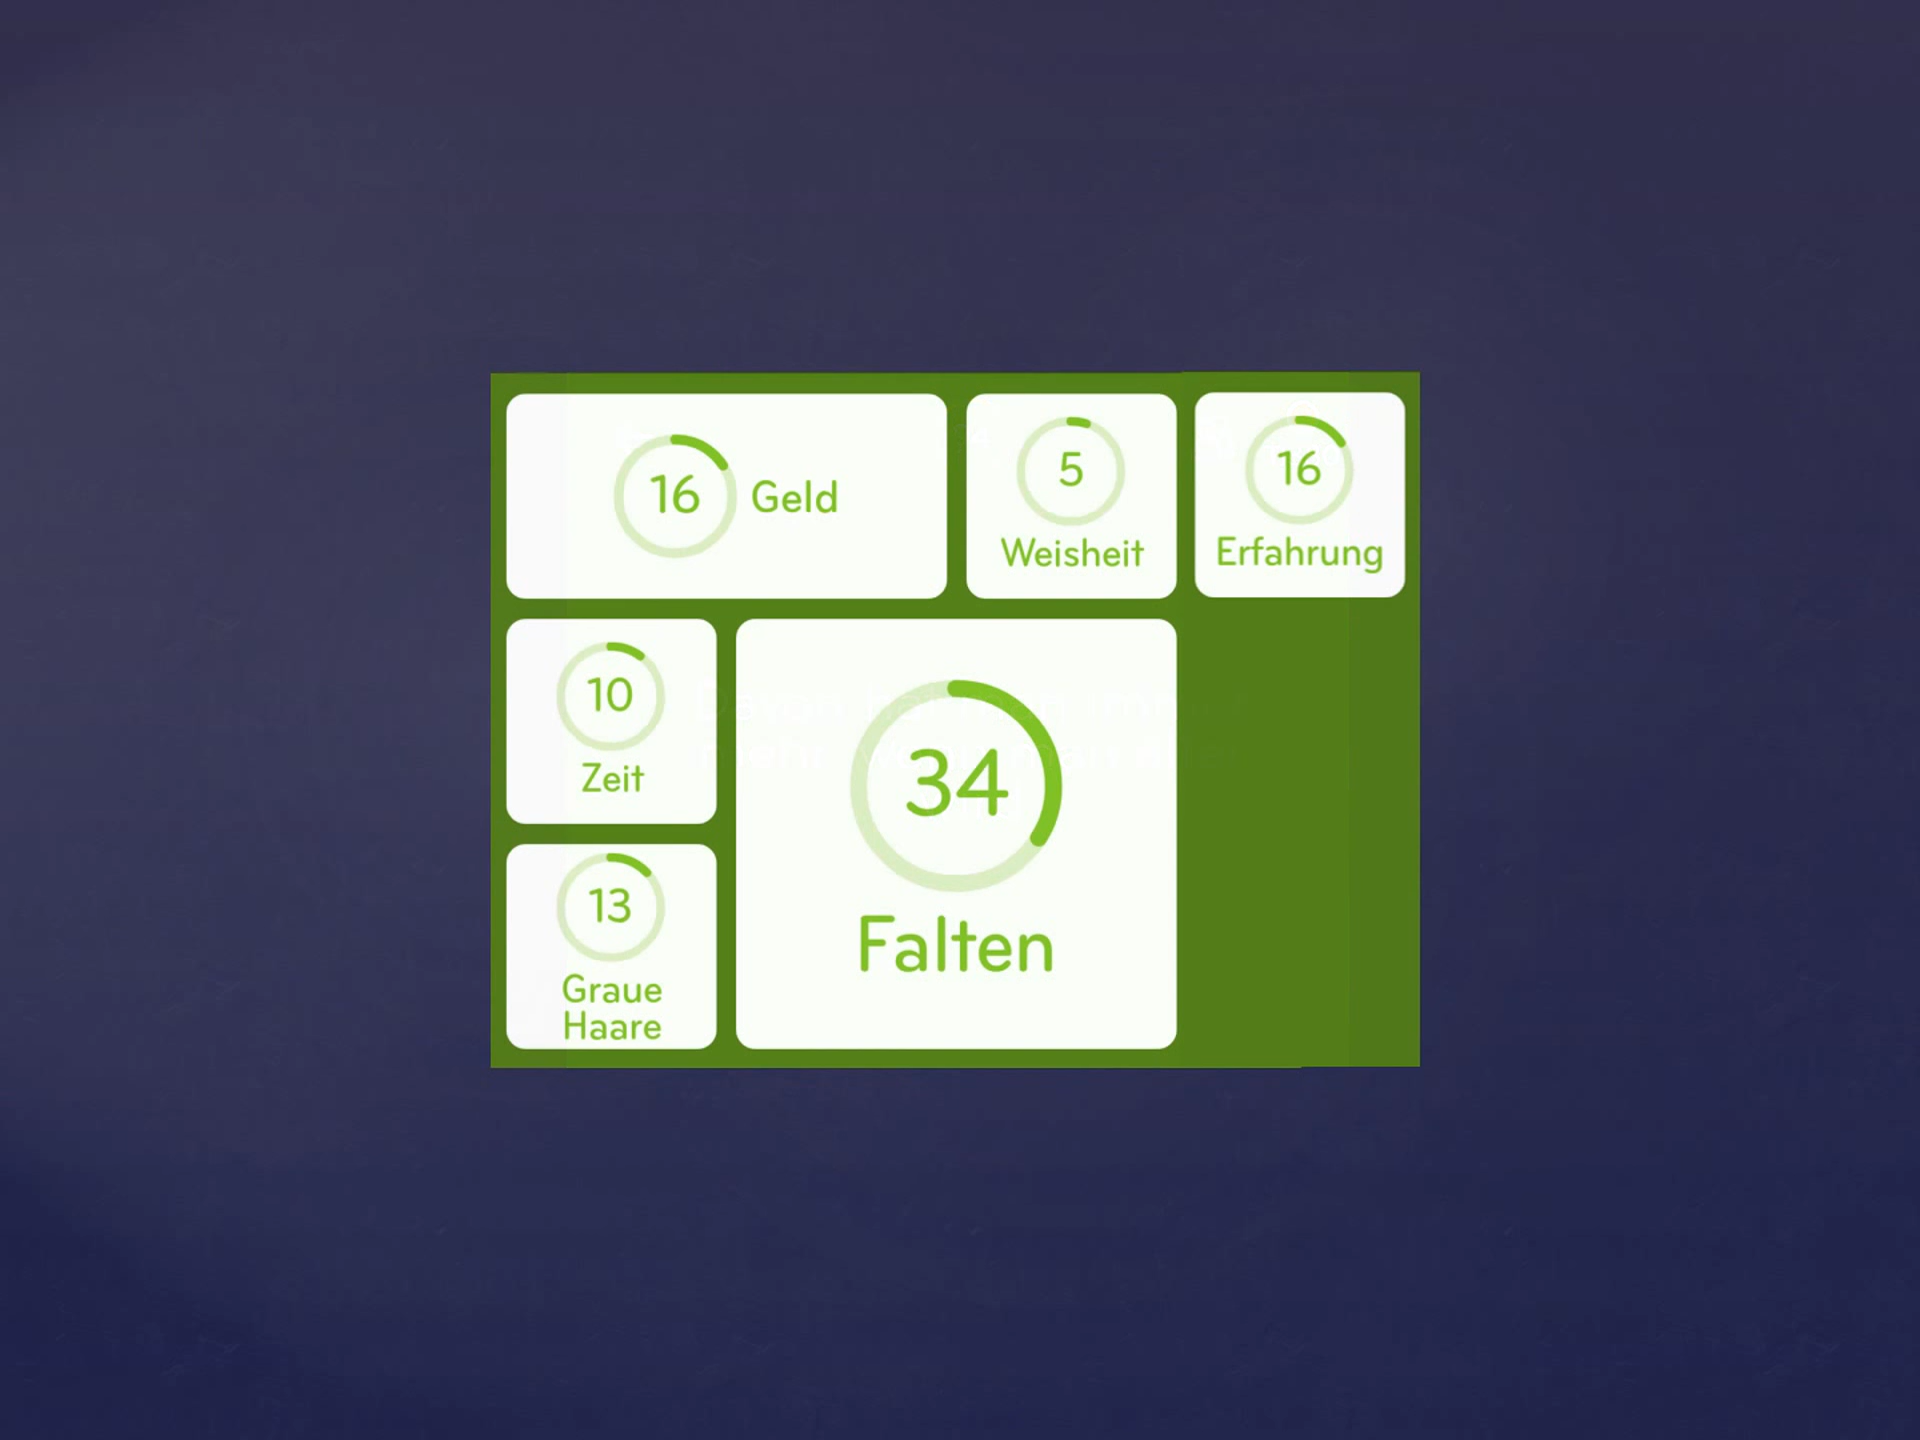 16 Geld
5
Weisheit
16
Erfahrung
10
Zeit
34
Falten
13
Graue
Haare